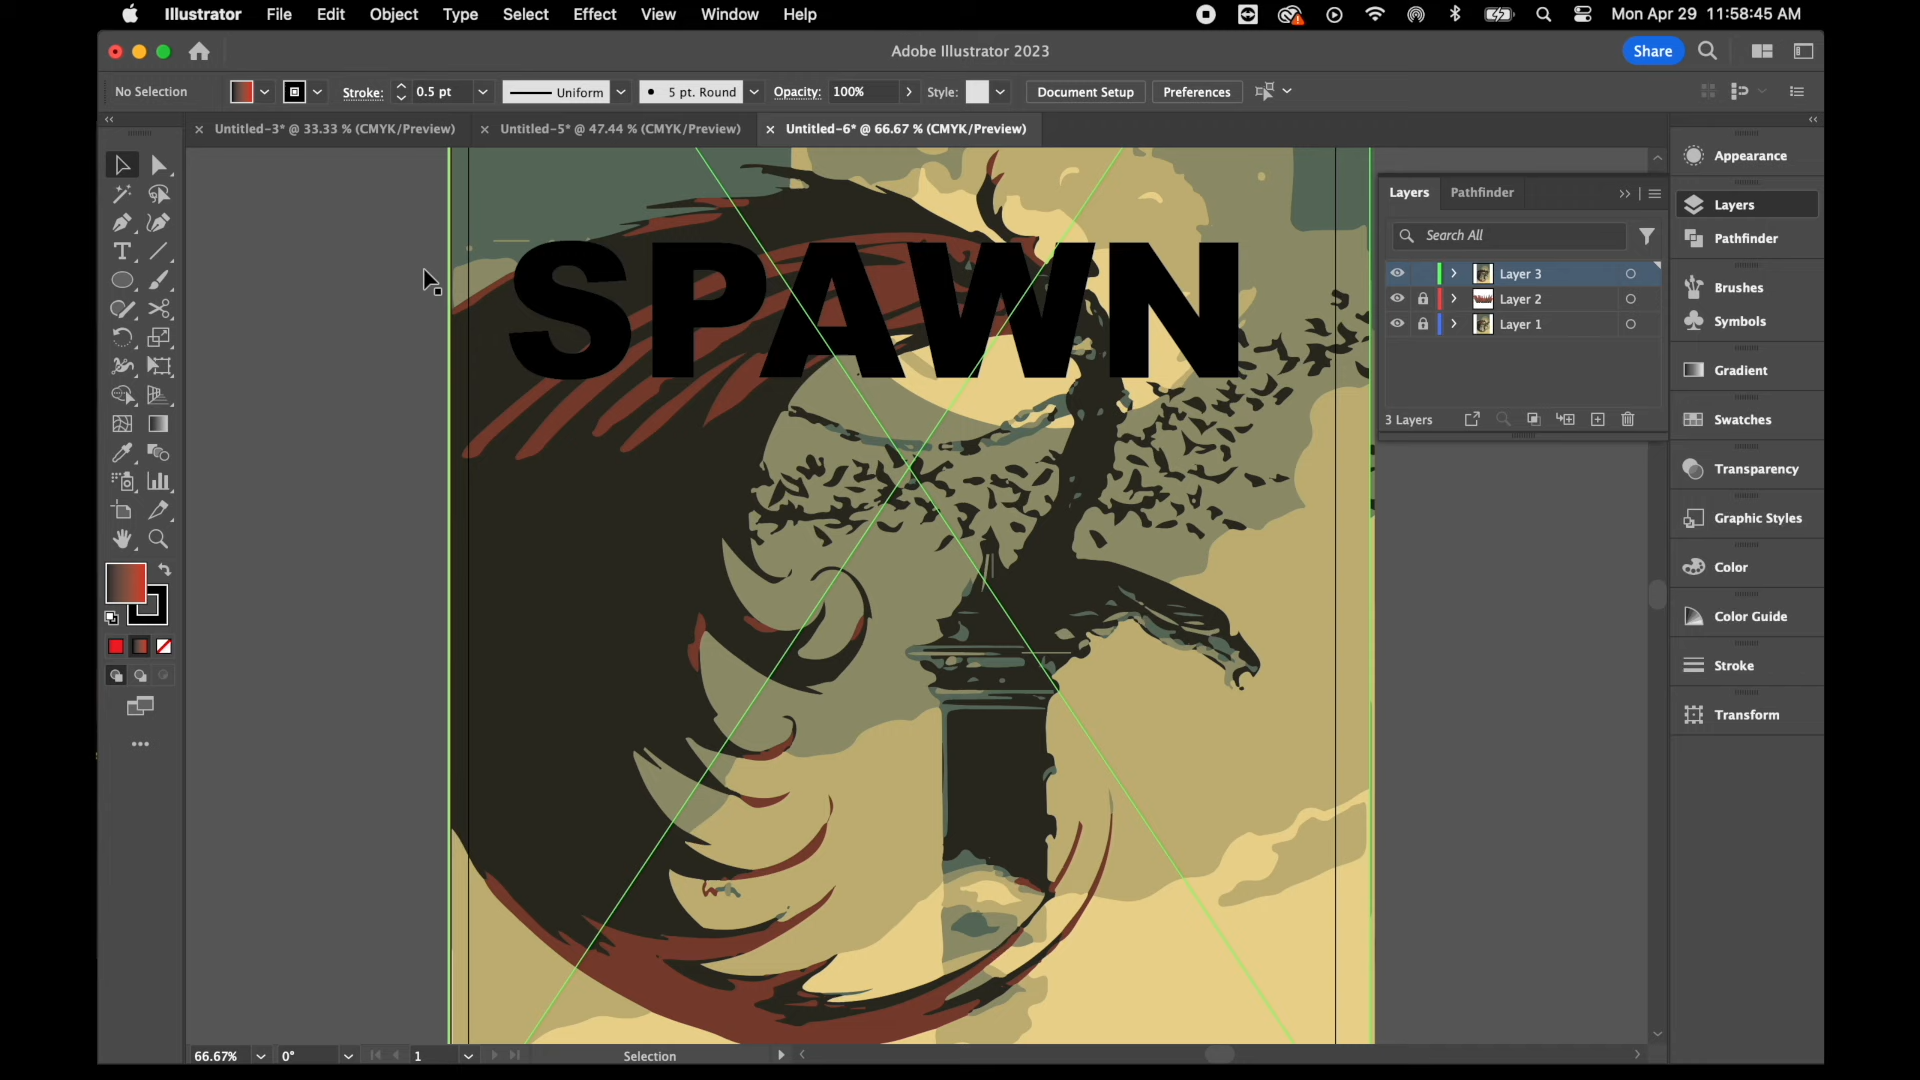 Illustrator File Edit Object Type Select Effect View Window Help Mon Apr 29 11:58:45 AM
Adobe Illustrator 2023 Share
No Selection Stroke: 0.5 pt Uniform 5 pt. Round Opacity: 100% Style: Document Setup Preferences
Untitled-3* @ 33.33 % (CMYK/Preview) Untitled-5* @ 47.44 % (CMYK/Preview) Untitled-6* @ 66.67 % (CMYK/Preview)
SPAWN
Layers Pathfinder
Search All
Layer 3
Layer 2
Layer 1
3 Layers
Appearance
Layers
Pathfinder
Brushes
Symbols
Gradient
Swatches
Transparency
Graphic Styles
Color
Color Guide
Stroke
Transform
66.67% 0° 1 Selection